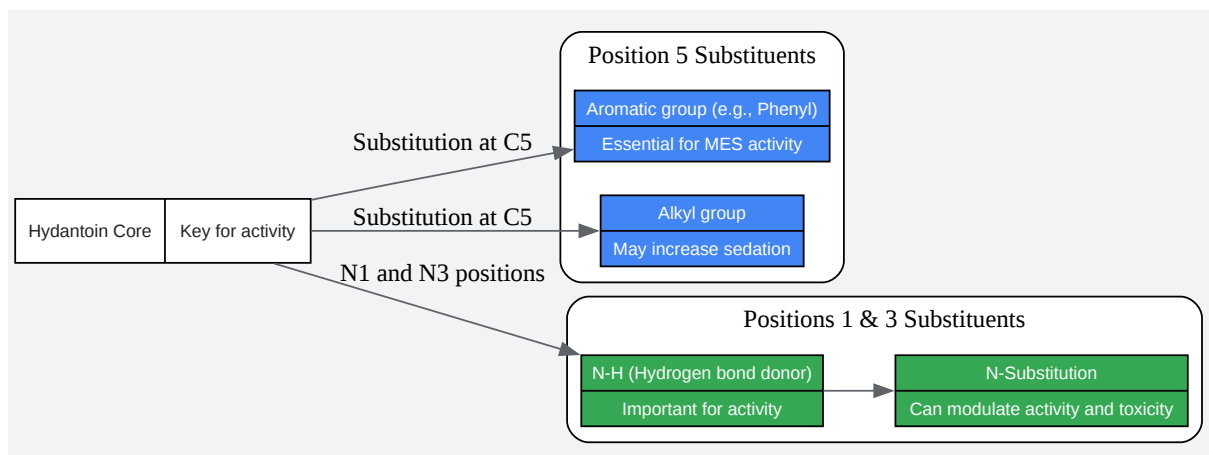 Position 5 Substituents
Aromatic group (e.g., Phenyl)
Essential for MES activity
Substitution at C5
Hydantoin Core
Key for activity
Substitution at C5
Alkyl group
May increase sedation
N1 and N3 positions
Positions 1 & 3 Substituents
N-H (Hydrogen bond donor)
Important for activity
N-Substitution
Can modulate activity and toxicity